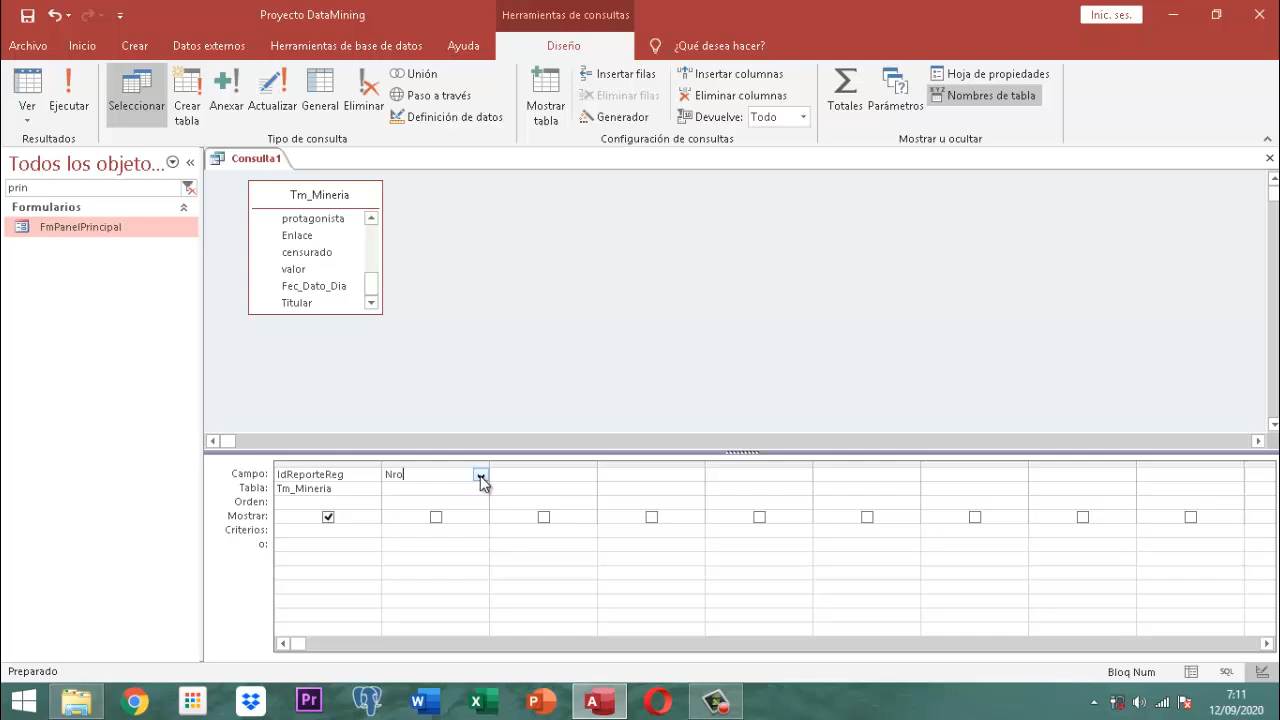 Proyecto DataMining
Herramientas de consultas
Inic. ses.
Archivo Inicio Crear Datos externos Herramientas de base de datos Ayuda Diseño ¿Qué desea hacer?
Ver
Ejecutar
Resultados
Seleccionar
Crear
tabla
Anexar
Actualizar
General
Eliminar
Unión
Paso a través
Definición de datos
Tipo de consulta
Mostrar
tabla
Insertar filas
Eliminar filas
Generador
Insertar columnas
Eliminar columnas
Devuelve: Todo
Configuración de consultas
Totales
Parámetros
Hoja de propiedades
Nombres de tabla
Mostrar u ocultar
Todos los objeto...
prin
Formularios
FmPanelPrincipal
Consulta1
Tm_Mineria
protagonista
Enlace
censurado
valor
Fec_Dato_Dia
Titular
Campo: IdReporteReg Nro
Tabla: Tm_Mineria
Orden:
Mostrar:
Criterios:
o:
Preparado
Bloq Num
SQL
7:11
12/09/2020